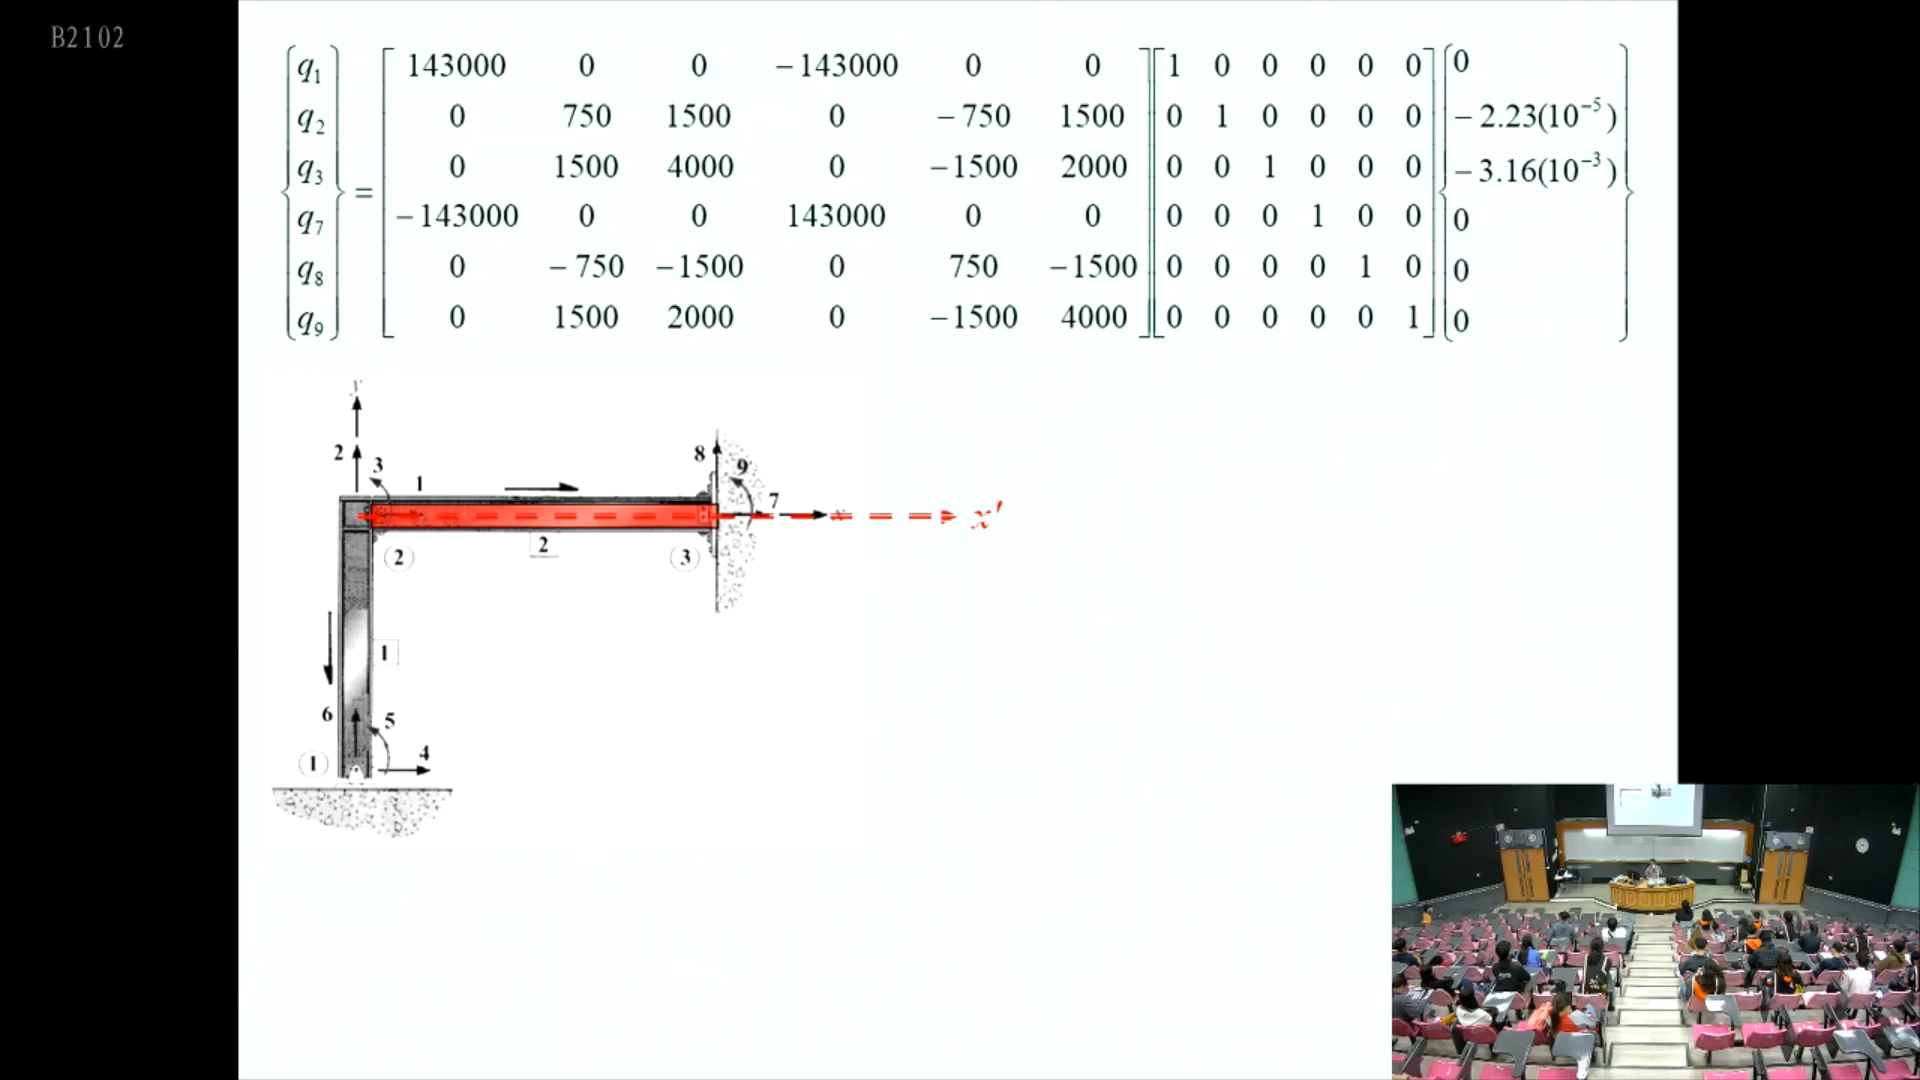 B2102
q1 = 143000 0 0 −143000 0 0 1 0 0 0 0 0 0
q2 0 750 1500 0 −750 1500 0 1 0 0 0 0 −2.23(10⁻⁵)
q3 0 1500 4000 0 −1500 2000 0 0 1 0 0 0 −3.16(10⁻³)
q7 −143000 0 0 143000 0 0 0 0 0 1 0 0 0
q8 0 −750 −1500 0 750 −1500 0 0 0 0 1 0 0
q9 0 1500 2000 0 −1500 4000 0 0 0 0 0 1 0
2
3
1
8
9
7
x'
2
2
3
1
6
5
1
4